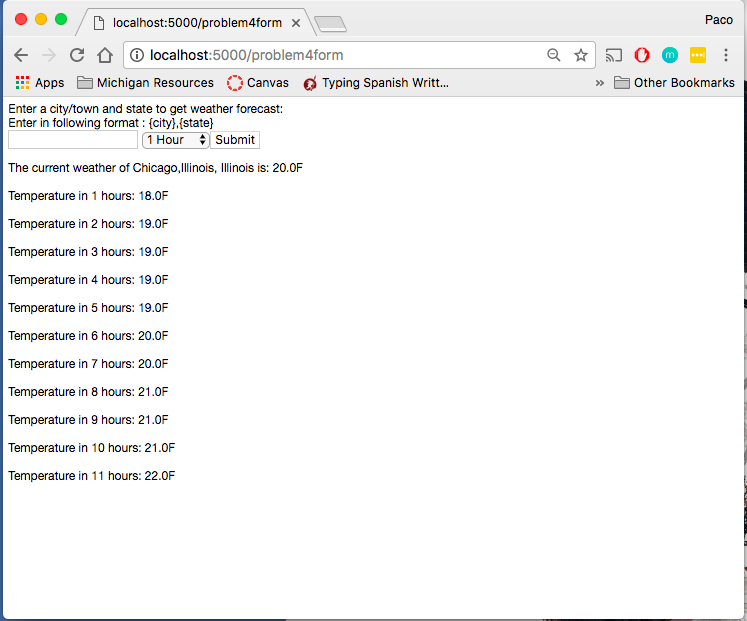 localhost:5000/problem4form
Paco
localhost:5000/problem4form
Apps Michigan Resources Canvas Typing Spanish Writt... » Other Bookmarks
Enter a city/town and state to get weather forecast:
Enter in following format : {city},{state}
1 Hour Submit
The current weather of Chicago,Illinois, Illinois is: 20.0F
Temperature in 1 hours: 18.0F
Temperature in 2 hours: 19.0F
Temperature in 3 hours: 19.0F
Temperature in 4 hours: 19.0F
Temperature in 5 hours: 19.0F
Temperature in 6 hours: 20.0F
Temperature in 7 hours: 20.0F
Temperature in 8 hours: 21.0F
Temperature in 9 hours: 21.0F
Temperature in 10 hours: 21.0F
Temperature in 11 hours: 22.0F